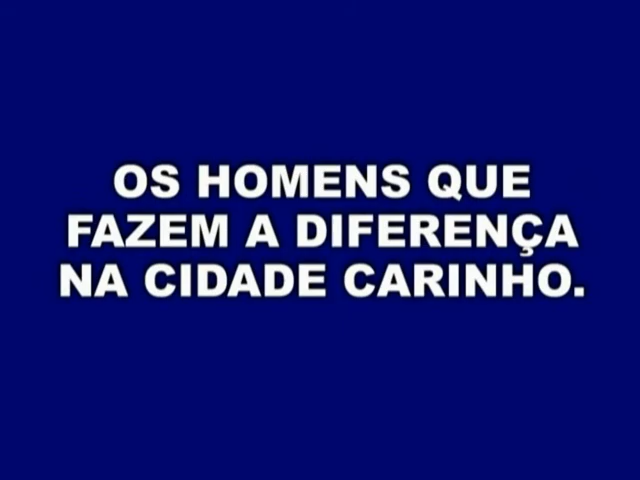 OS HOMENS QUE
FAZEM A DIFERENÇA
NA CIDADE CARINHO.